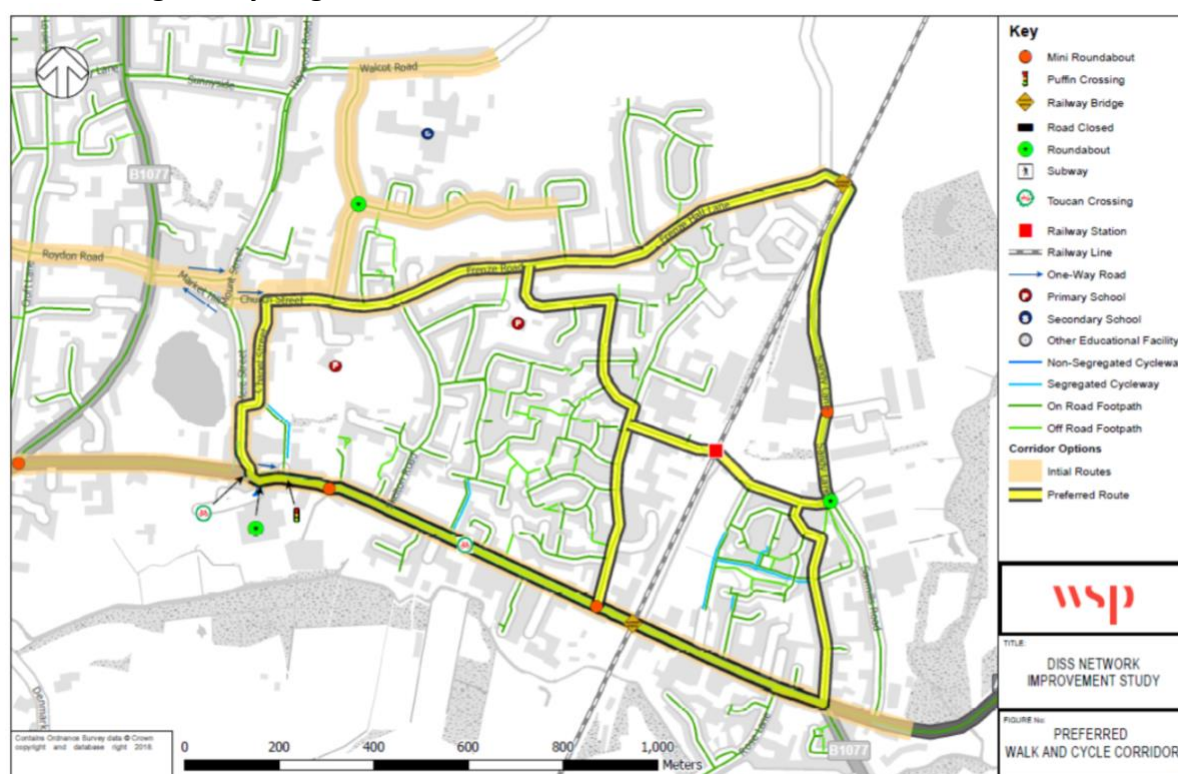 Walcot Road
Sunnyside
B1077
Roydon Road
Church Street
Frenze Road
Frenze Hall Lane
B1077
Contains Ordnance Survey data © Crown
copyright and database right 2018.
0 200 400 600 800 1,000
Meters
Key
Mini Roundabout
Puffin Crossing
Railway Bridge
Road Closed
Roundabout
Subway
Toucan Crossing
Railway Station
Railway Line
One-Way Road
Primary School
Secondary School
Other Educational Facility
Non-Segregated Cycleway
Segregated Cycleway
On Road Footpath
Off Road Footpath
Corridor Options
Intial Routes
Preferred Route
wsp
TITLE:
DISS NETWORK
IMPROVEMENT STUDY
FIGURE No:
PREFERRED
WALK AND CYCLE CORRIDOR